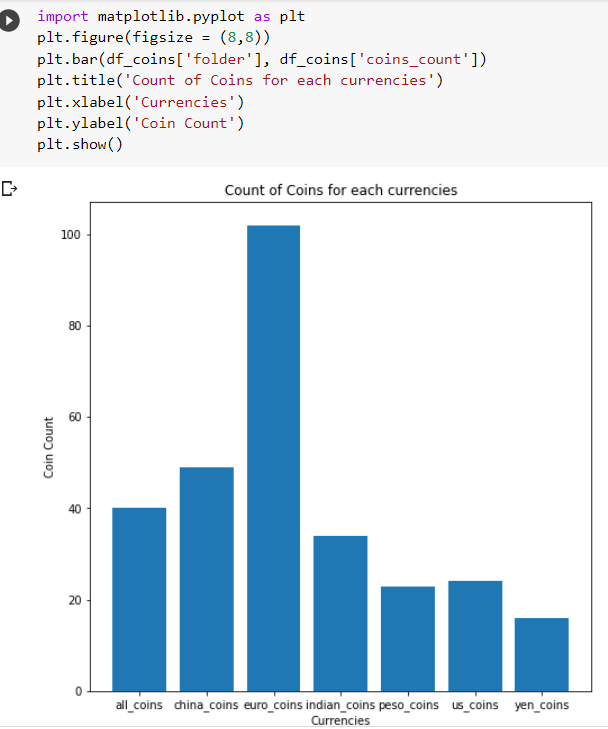 import matplotlib.pyplot as plt
plt.figure(figsize = (8,8))
plt.bar(df_coins['folder'], df_coins['coins_count'])
plt.title('Count of Coins for each currencies')
plt.xlabel('Currencies')
plt.ylabel('Coin Count')
plt.show()
Count of Coins for each currencies
100
80
60
40
20
0
Coin Count
all_coins china_coins euro_coins indian_coins peso_coins us_coins yen_coins
Currencies